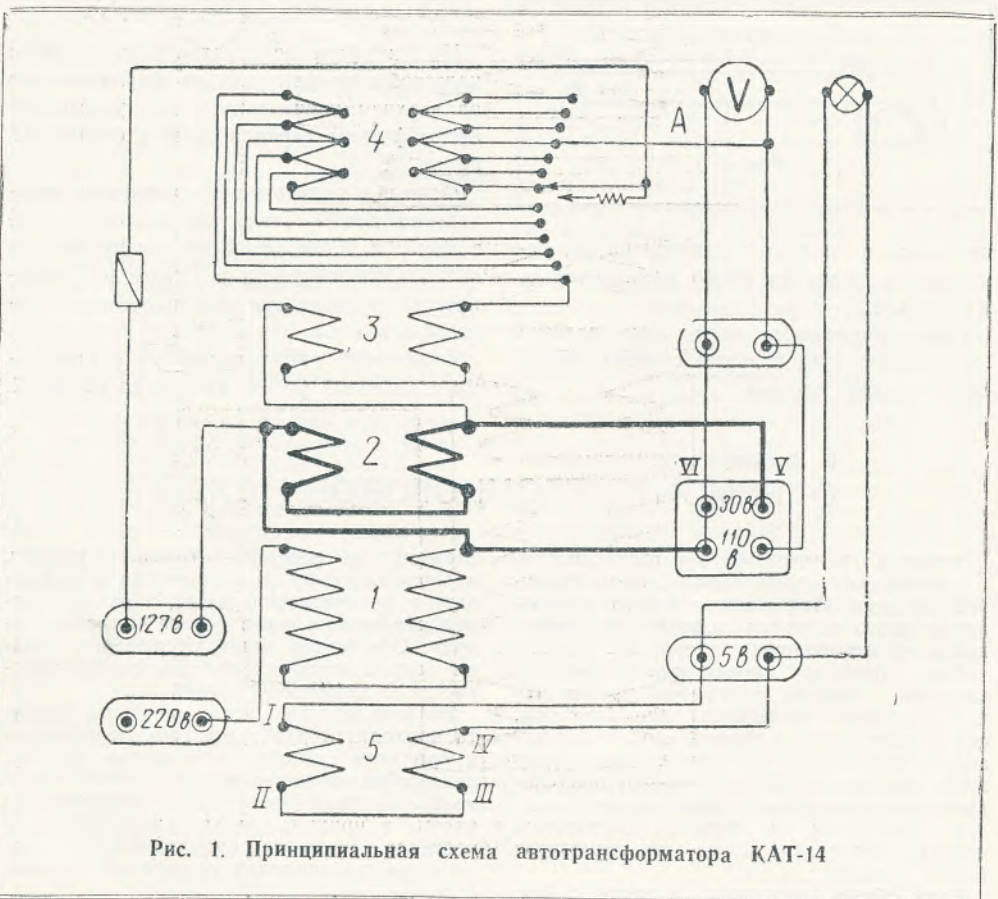 A
V
4
3
2
VI
V
30в
110
в
1
127в
5в
220в
I
IV
5
II
III
Рис. 1. Принципиальная схема автотрансформатора КАТ-14